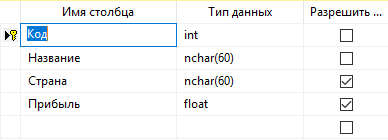 Имя столбца Тип данных Разрешить ...
Код int
Название nchar(60)
Страна nchar(60)
Прибыль float